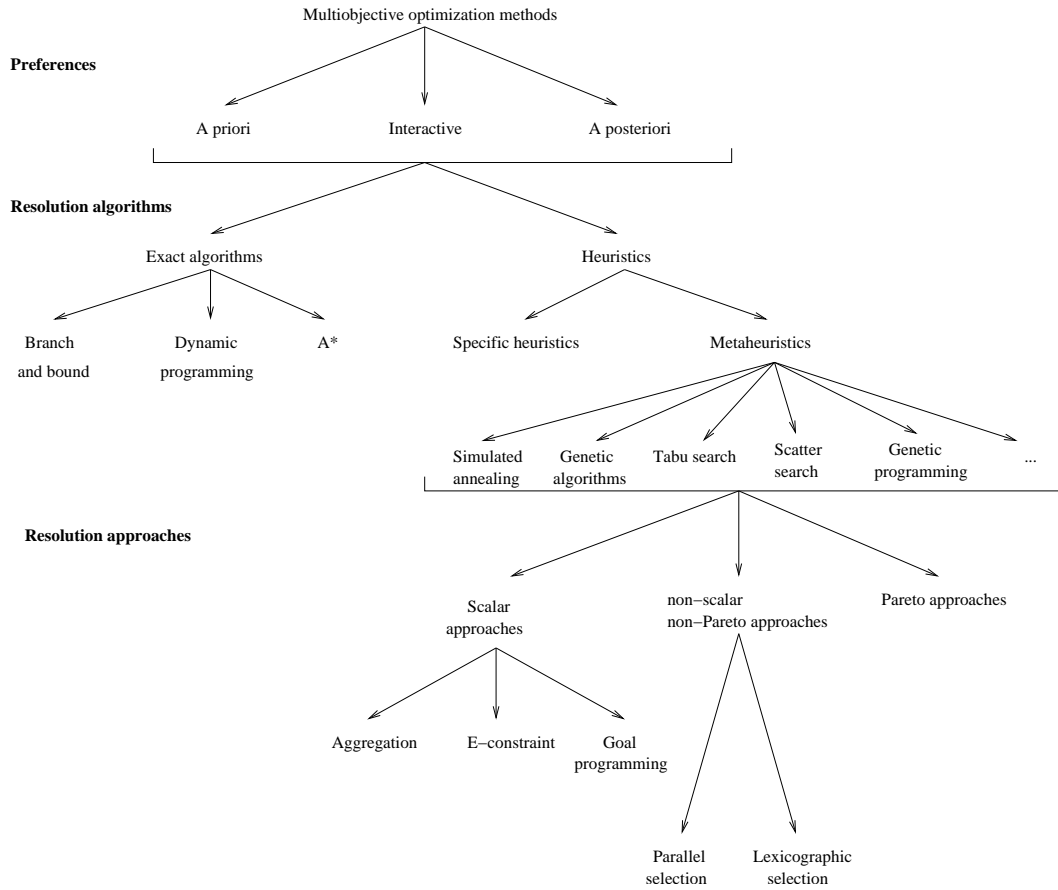 Multiobjective optimization methods
Preferences
A priori
Interactive
A posteriori
Resolution algorithms
Exact algorithms
Heuristics
Branch
and bound
Dynamic
programming
A*
Specific heuristics
Metaheuristics
Simulated
annealing
Genetic
algorithms
Tabu search
Scatter
search
Genetic
programming
...
Resolution approaches
Scalar
approaches
non−scalar
non−Pareto approaches
Pareto approaches
Aggregation
E−constraint
Goal
programming
Parallel
selection
Lexicographic
selection